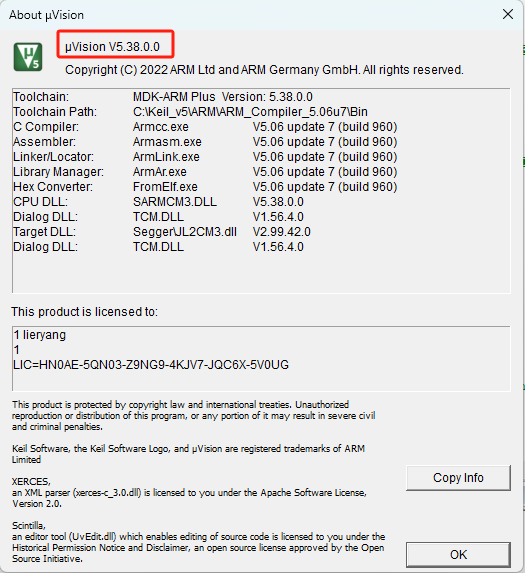 About µVision
µVision V5.38.0.0
Copyright (C) 2022 ARM Ltd and ARM Germany GmbH. All rights reserved.
Toolchain: MDK-ARM Plus Version: 5.38.0.0
Toolchain Path: C:\Keil_v5\ARM\ARM_Compiler_5.06u7\Bin
C Compiler: Armcc.exe V5.06 update 7 (build 960)
Assembler: Armasm.exe V5.06 update 7 (build 960)
Linker/Locator: ArmLink.exe V5.06 update 7 (build 960)
Library Manager: ArmAr.exe V5.06 update 7 (build 960)
Hex Converter: FromElf.exe V5.06 update 7 (build 960)
CPU DLL: SARMCM3.DLL V5.38.0.0
Dialog DLL: TCM.DLL V1.56.4.0
Target DLL: Segger\JL2CM3.dll V2.99.42.0
Dialog DLL: TCM.DLL V1.56.4.0
This product is licensed to:
1 lieryang
1
LIC=HN0AE-5QN03-Z9NG9-4KJV7-JQC6X-5V0UG
This product is protected by copyright law and international treaties. Unauthorized
reproduction or distribution of this program, or any portion of it may result in severe civil
and criminal penalties.
Keil Software, the Keil Software Logo, and µVision are registered trademarks of ARM
Limited
XERCES,
an XML parser (xerces-c_3.0.dll) is licensed to you under the Apache Software License,
Version 2.0.
Scintilla,
an editor tool (UvEdit.dll) which enables editing of source code is licensed to you under the
Historical Permission Notice and Disclaimer, an open source license approved by the Open
Source Initiative.
Copy Info
OK